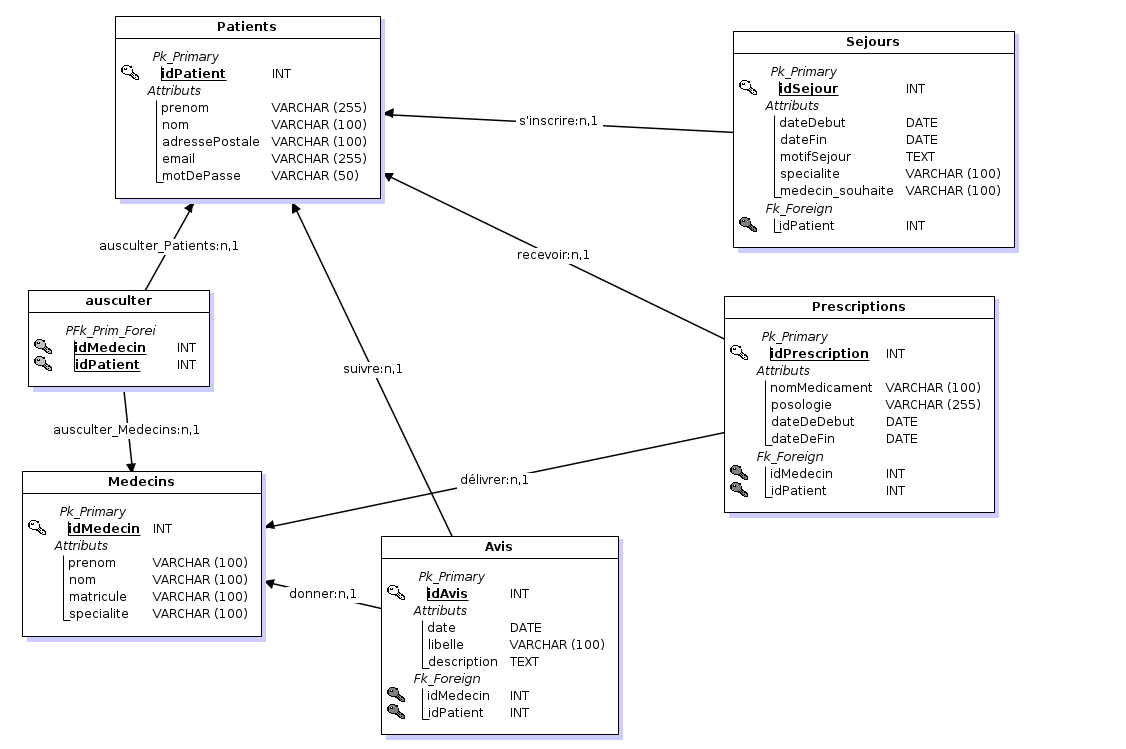 Patients
Pk_Primary
idPatient INT
Attributs
prenom VARCHAR (255)
nom VARCHAR (100)
adressePostale VARCHAR (100)
email VARCHAR (255)
motDePasse VARCHAR (50)
Sejours
Pk_Primary
idSejour INT
Attributs
dateDebut DATE
dateFin DATE
motifSejour TEXT
specialite VARCHAR (100)
medecin_souhaite VARCHAR (100)
Fk_Foreign
idPatient INT
s'inscrire:n,1
ausculter_Patients:n,1
recevoir:n,1
ausculter
PFk_Prim_Forei
idMedecin INT
idPatient INT
Prescriptions
Pk_Primary
idPrescription INT
Attributs
nomMedicament VARCHAR (100)
posologie VARCHAR (255)
dateDeDebut DATE
dateDeFin DATE
Fk_Foreign
idMedecin INT
idPatient INT
suivre:n,1
ausculter_Medecins:n,1
délivrer:n,1
Medecins
Pk_Primary
idMedecin INT
Attributs
prenom VARCHAR (100)
nom VARCHAR (100)
matricule VARCHAR (100)
specialite VARCHAR (100)
donner:n,1
Avis
Pk_Primary
idAvis INT
Attributs
date DATE
libelle VARCHAR (100)
description TEXT
Fk_Foreign
idMedecin INT
idPatient INT